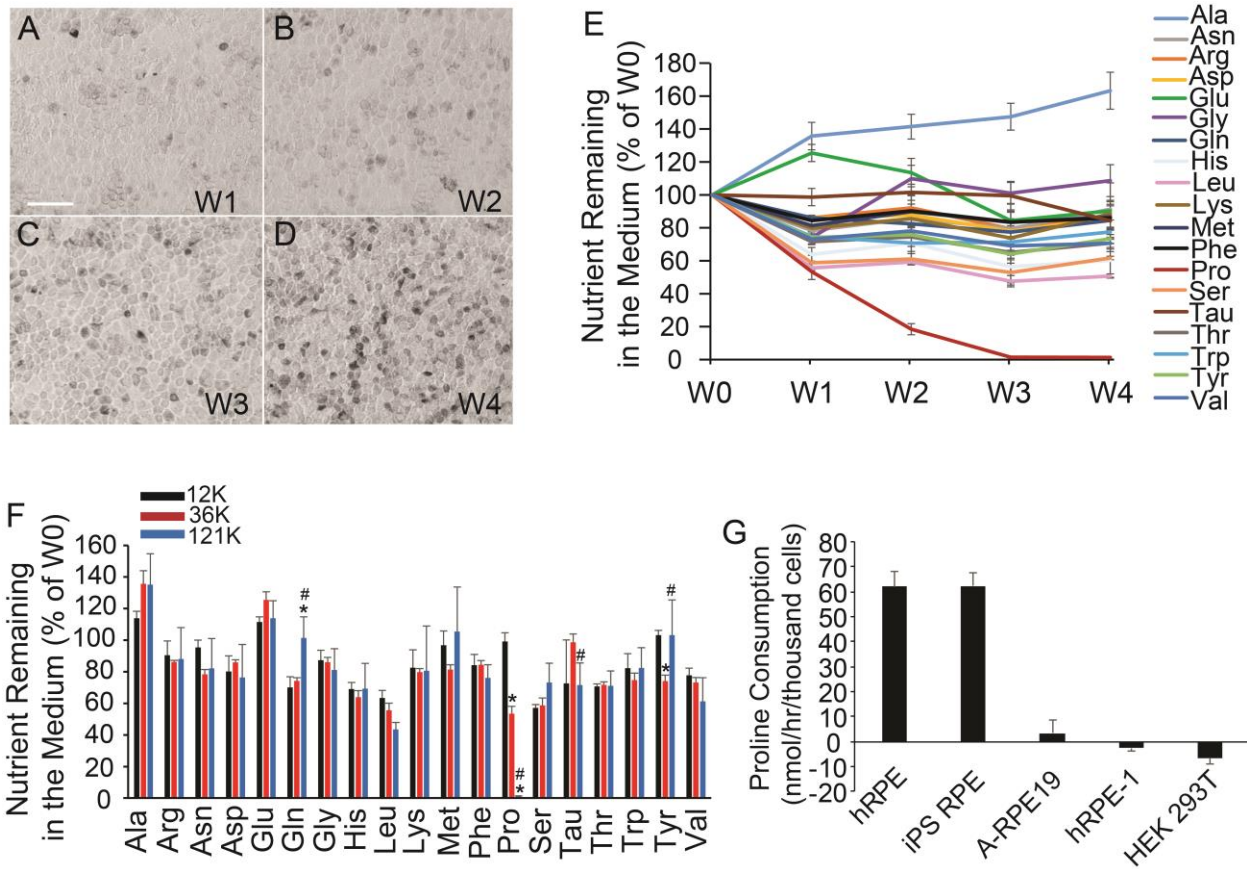 A
W1
B
W2
C
W3
D
W4
E
Nutrient Remaining
in the Medium (% of W0)
180
160
140
120
100
80
60
40
20
0
W0 W1 W2 W3 W4
Ala
Asn
Arg
Asp
Glu
Gly
Gln
His
Leu
Lys
Met
Phe
Pro
Ser
Tau
Thr
Trp
Tyr
Val
F
12K
36K
121K
Nutrient Remaining
in the Medium (% of W0)
160
140
120
100
80
60
40
20
0
#
*
*
#
*
#
*
#
Ala Arg Asn Asp Glu Gln Gly His Leu Lys Met Phe Pro Ser Tau Thr Trp Tyr Val
G
Proline Consumption
(nmol/hr/thousand cells)
80
70
60
50
40
30
20
10
0
-10
-20
hRPE iPS RPE A-RPE19 hRPE-1 HEK 293T